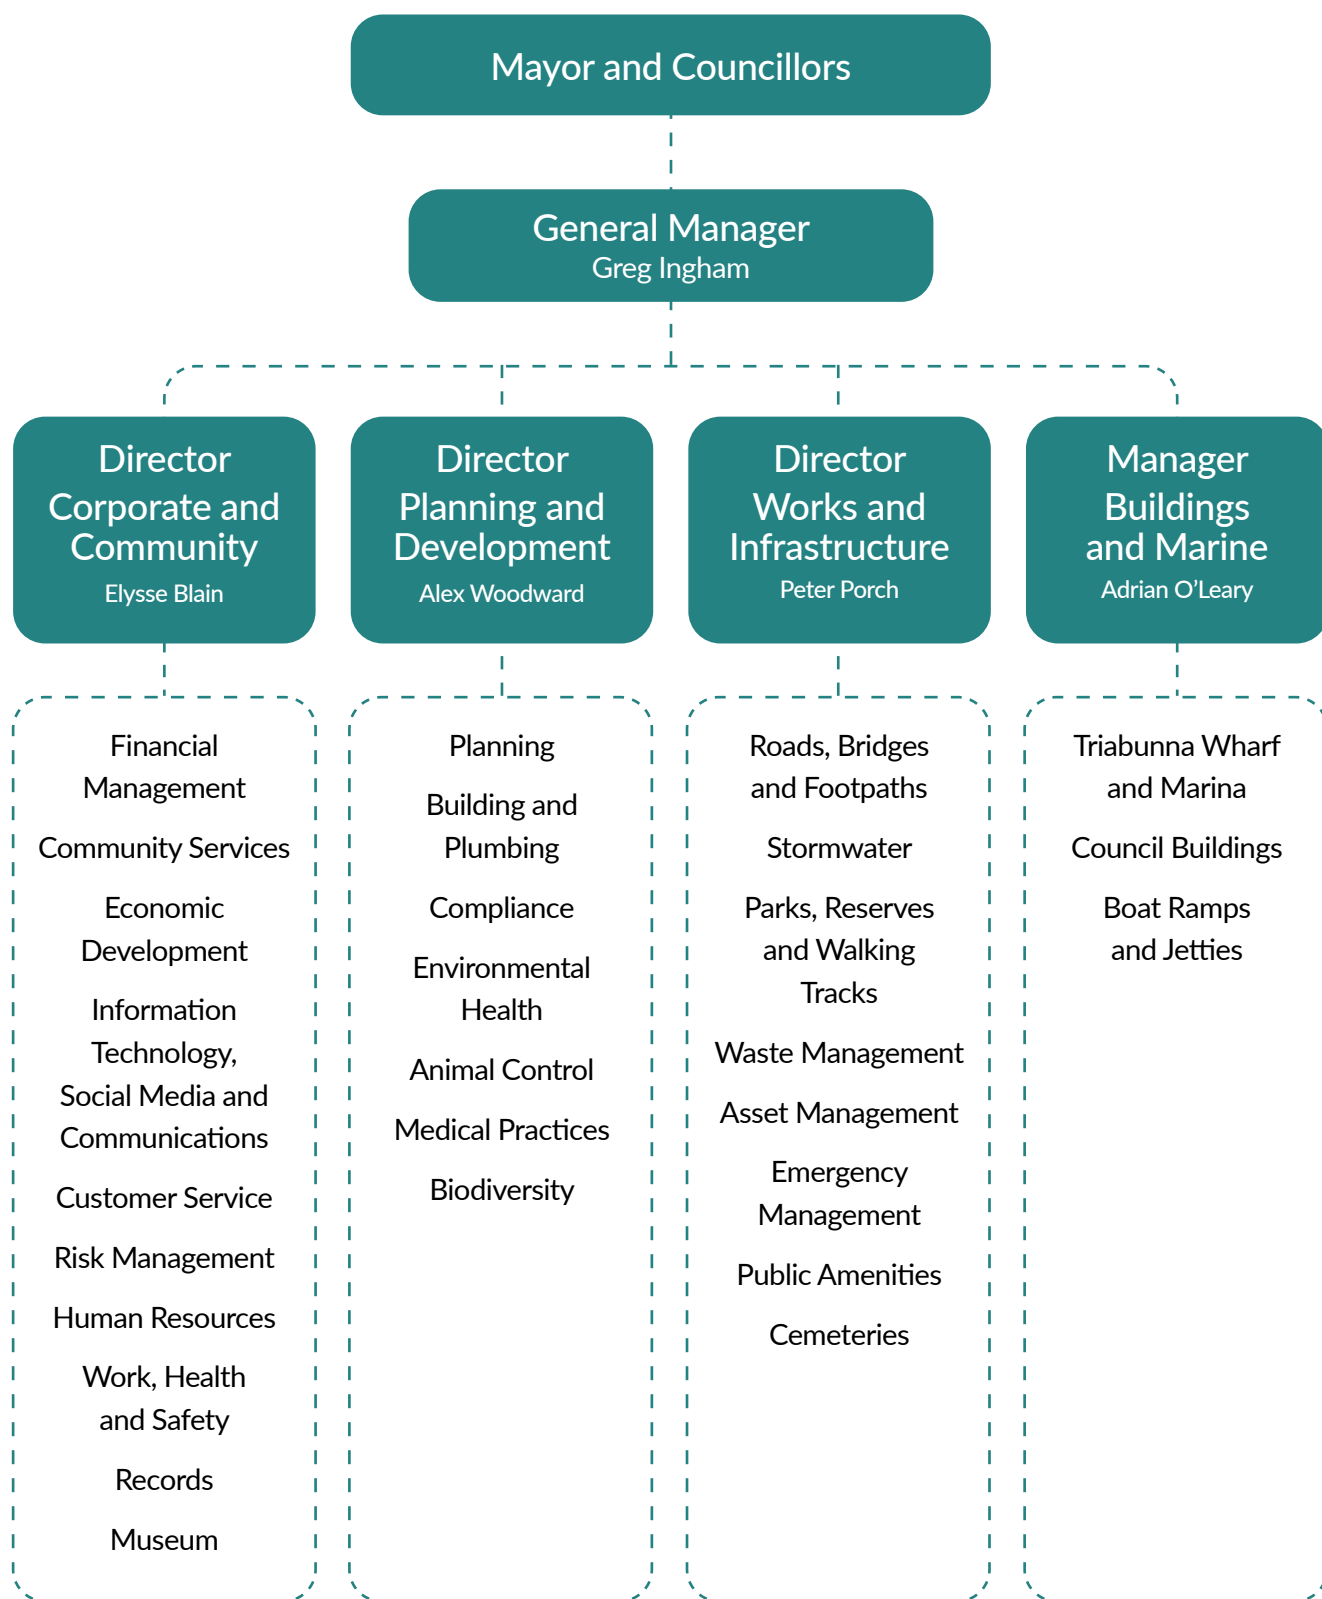 Mayor and Councillors
General Manager
Greg Ingham
Director
Corporate and
Community
Elysse Blain
Director
Planning and
Development
Alex Woodward
Director
Works and
Infrastructure
Peter Porch
Manager
Buildings
and Marine
Adrian O’Leary
Financial
Management
Community Services
Economic
Development
Information
Technology,
Social Media and
Communications
Customer Service
Risk Management
Human Resources
Work, Health
and Safety
Records
Museum
Planning
Building and
Plumbing
Compliance
Environmental
Health
Animal Control
Medical Practices
Biodiversity
Roads, Bridges
and Footpaths
Stormwater
Parks, Reserves
and Walking
Tracks
Waste Management
Asset Management
Emergency
Management
Public Amenities
Cemeteries
Triabunna Wharf
and Marina
Council Buildings
Boat Ramps
and Jetties